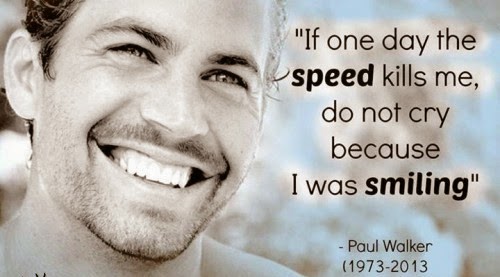 "If one day the
speed kills me,
do not cry
because
I was smiling"
- Paul Walker
(1973-2013